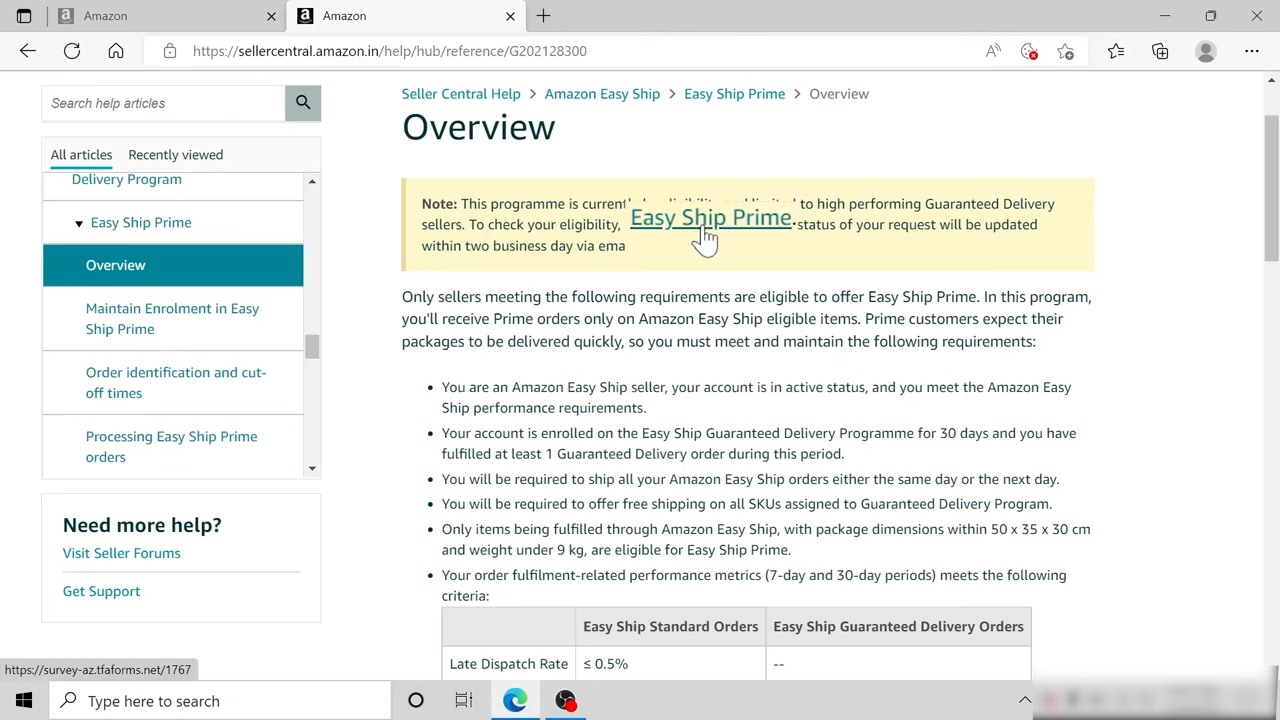 Amazon
Amazon
https://sellercentral.amazon.in/help/hub/reference/G202128300
Search help articles
All articles Recently viewed
Delivery Program
Easy Ship Prime
Overview
Maintain Enrolment in Easy
Ship Prime
Order identification and cut-
off times
Processing Easy Ship Prime
orders
Need more help?
Visit Seller Forums
Get Support
Seller Central Help > Amazon Easy Ship > Easy Ship Prime > Overview
Overview
Note: This programme is to high performing Guaranteed Delivery
sellers. To check your eligibility, Easy Ship Prime. status of your request will be updated
within two business day via
Only sellers meeting the following requirements are eligible to offer Easy Ship Prime. In this program,
you'll receive Prime orders only on Amazon Easy Ship eligible items. Prime customers expect their
packages to be delivered quickly, so you must meet and maintain the following requirements:
• You are an Amazon Easy Ship seller, your account is in active status, and you meet the Amazon Easy
Ship performance requirements.
• Your account is enrolled on the Easy Ship Guaranteed Delivery Programme for 30 days and you have
fulfilled at least 1 Guaranteed Delivery order during this period.
• You will be required to ship all your Amazon Easy Ship orders either the same day or the next day.
• You will be required to offer free shipping on all SKUs assigned to Guaranteed Delivery Program.
• Only items being fulfilled through Amazon Easy Ship, with package dimensions within 50 x 35 x 30 cm
and weight under 9 kg, are eligible for Easy Ship Prime.
• Your order fulfilment-related performance metrics (7-day and 30-day periods) meets the following
criteria:
Easy Ship Standard Orders Easy Ship Guaranteed Delivery Orders
Late Dispatch Rate ≤ 0.5% --
https://survey-az.tfaforms.net/1767
Type here to search